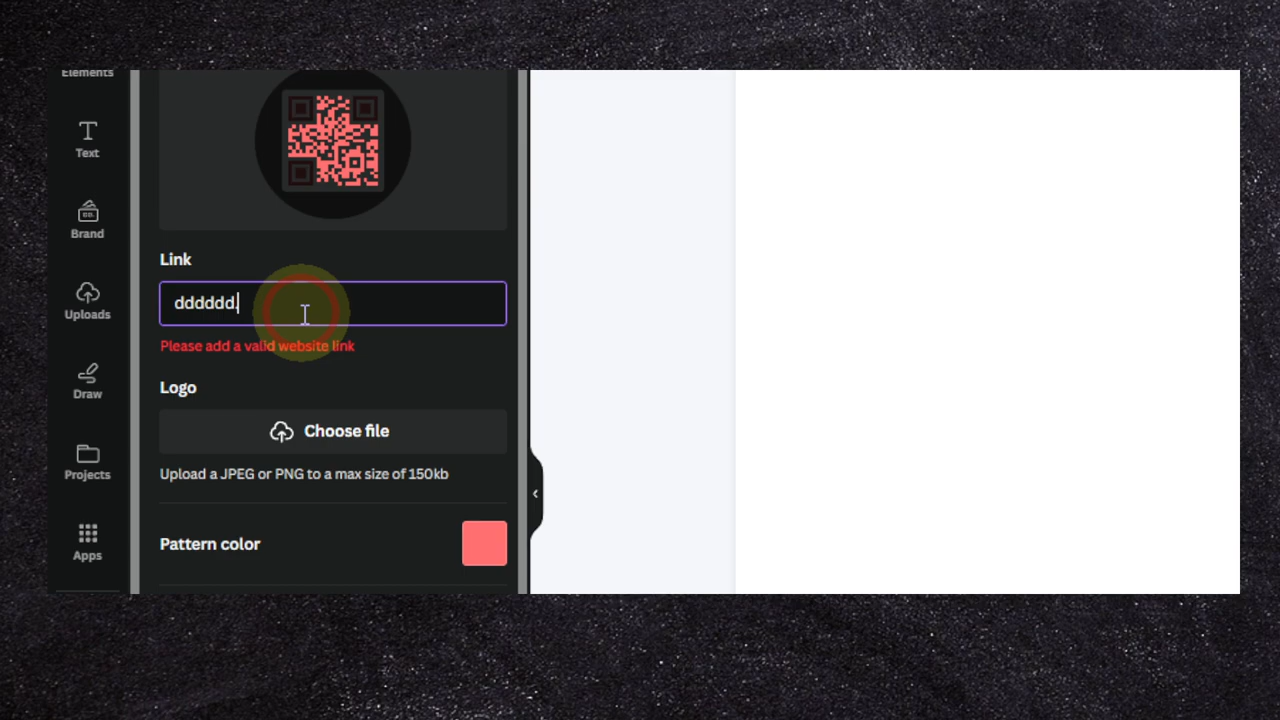 Elements
Text
Brand
Uploads
Draw
Projects
Apps
Link
dddddd.
Please add a valid website link
Logo
Choose file
Upload a JPEG or PNG to a max size of 150kb
Pattern color